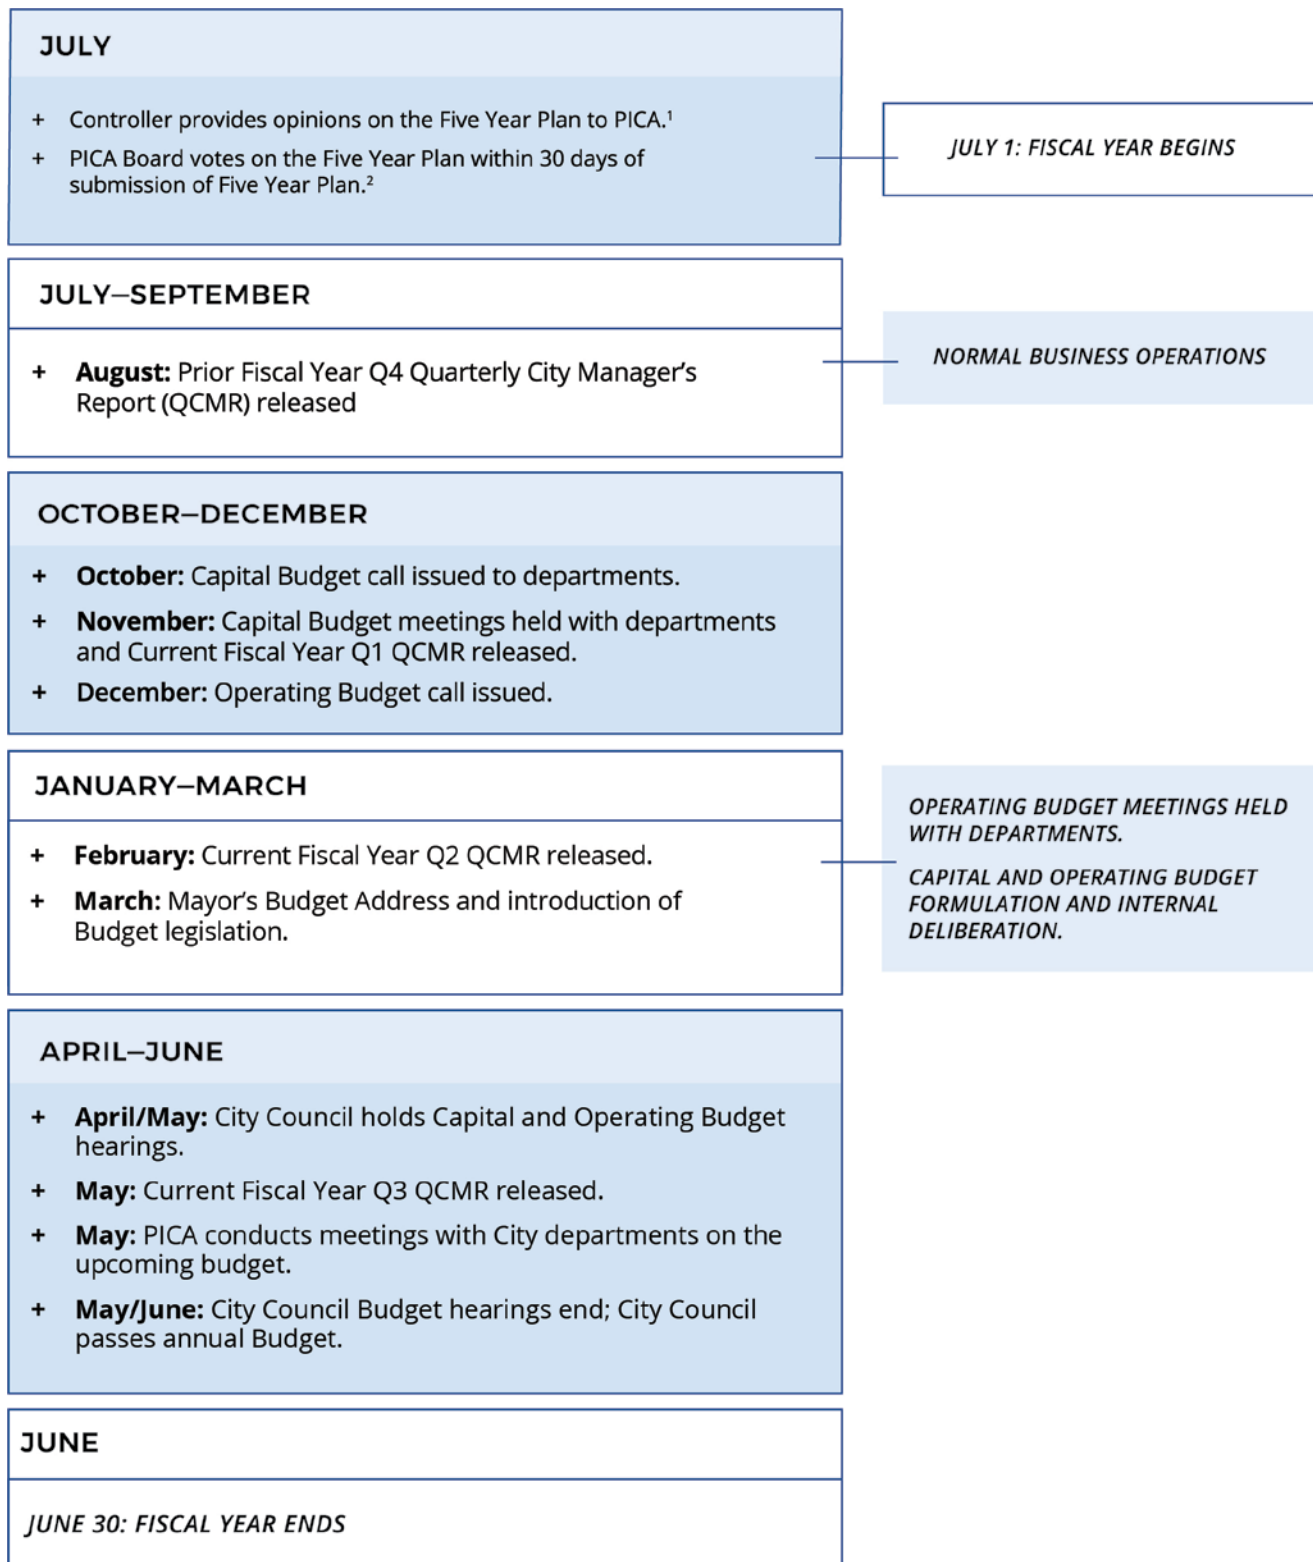 JULY
+ Controller provides opinions on the Five Year Plan to PICA.¹
+ PICA Board votes on the Five Year Plan within 30 days of
submission of Five Year Plan.²
JULY 1: FISCAL YEAR BEGINS
JULY—SEPTEMBER
+ August: Prior Fiscal Year Q4 Quarterly City Manager’s
Report (QCMR) released
NORMAL BUSINESS OPERATIONS
OCTOBER—DECEMBER
+ October: Capital Budget call issued to departments.
+ November: Capital Budget meetings held with departments
and Current Fiscal Year Q1 QCMR released.
+ December: Operating Budget call issued.
JANUARY—MARCH
+ February: Current Fiscal Year Q2 QCMR released.
+ March: Mayor’s Budget Address and introduction of
Budget legislation.
OPERATING BUDGET MEETINGS HELD
WITH DEPARTMENTS.
CAPITAL AND OPERATING BUDGET
FORMULATION AND INTERNAL
DELIBERATION.
APRIL—JUNE
+ April/May: City Council holds Capital and Operating Budget
hearings.
+ May: Current Fiscal Year Q3 QCMR released.
+ May: PICA conducts meetings with City departments on the
upcoming budget.
+ May/June: City Council Budget hearings end; City Council
passes annual Budget.
JUNE
JUNE 30: FISCAL YEAR ENDS